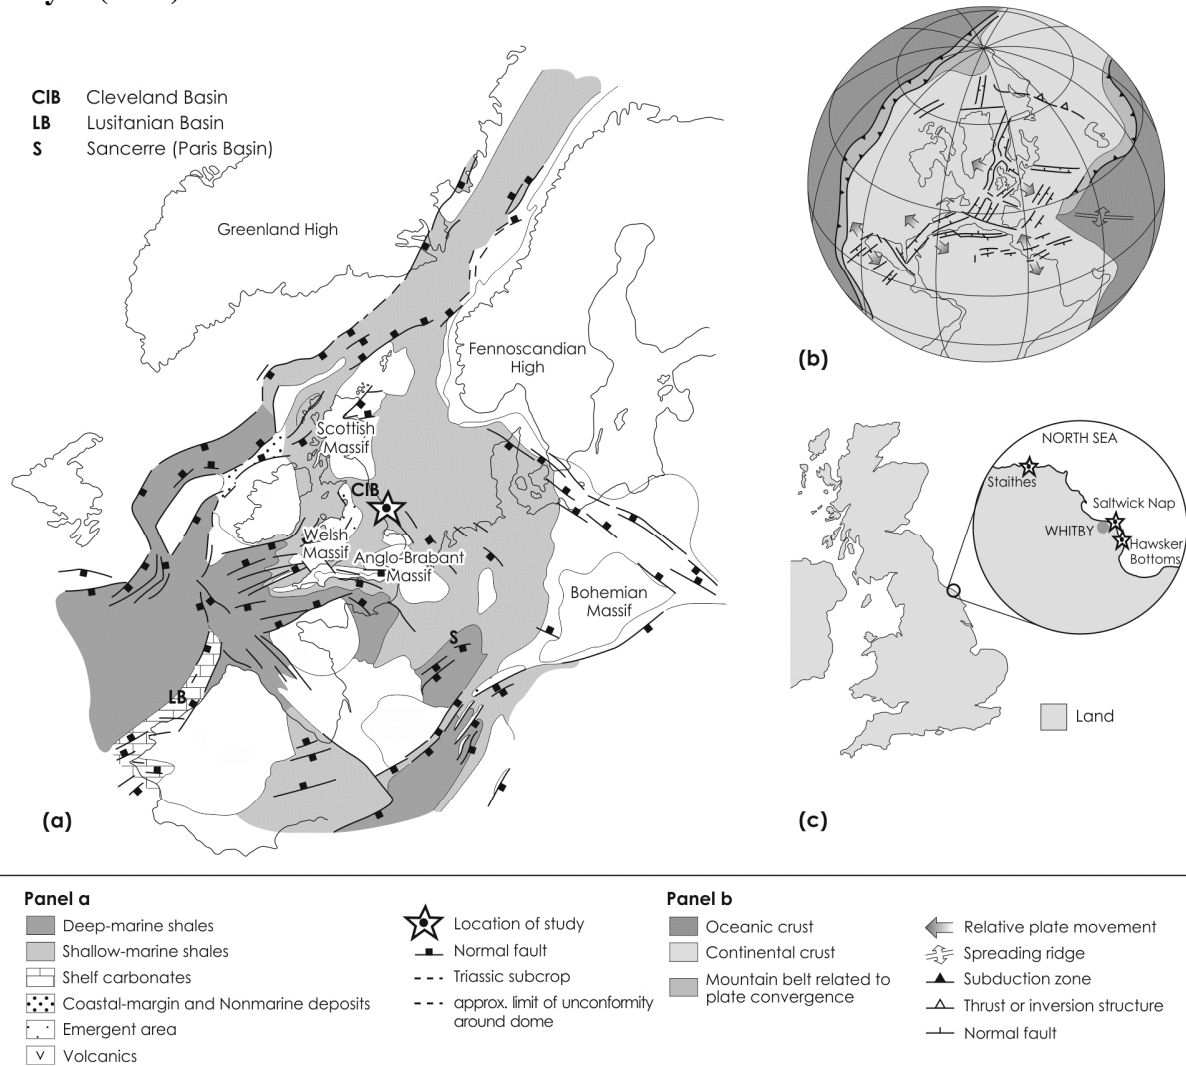 CIB Cleveland Basin
LB Lusitanian Basin
S Sancerre (Paris Basin)
Greenland High
Fennoscandian
High
Scottish
Massif
CIB
Welsh
Massif
Anglo-Brabant
Massif
Bohemian
Massif
S
LB
(a)
(b)
NORTH SEA
Staithes
Saltwick Nap
WHITBY
Hawsker
Bottoms
Land
(c)
Panel a
Deep-marine shales
Shallow-marine shales
Shelf carbonates
Coastal-margin and Nonmarine deposits
Emergent area
V Volcanics
Location of study
Normal fault
Triassic subcrop
approx. limit of unconformity
around dome
Panel b
Oceanic crust
Continental crust
Mountain belt related to
plate convergence
Relative plate movement
Spreading ridge
Subduction zone
Thrust or inversion structure
Normal fault